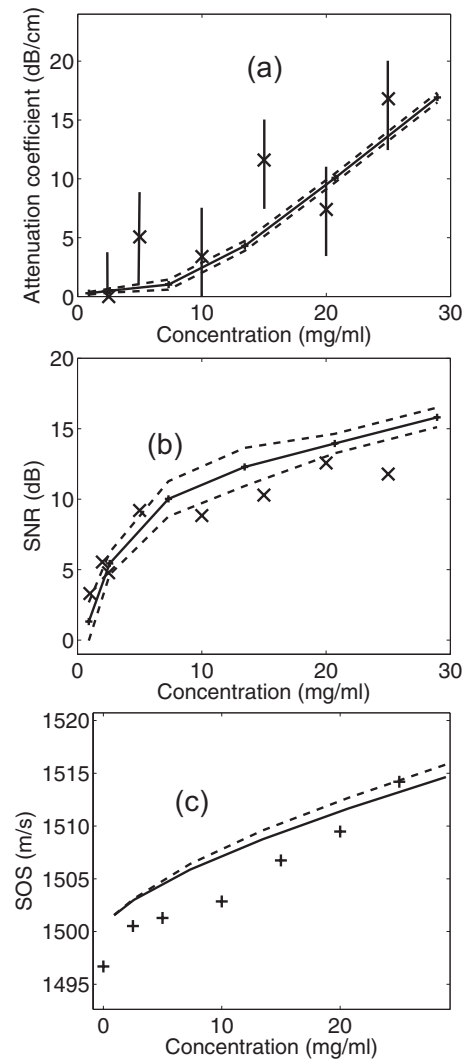 (a)
Attenuation coefficient (dB/cm)
20
15
10
5
0
0 10 20 30
Concentration (mg/ml)
(b)
SNR (dB)
20
15
10
5
0
0 10 20 30
Concentration (mg/ml)
(c)
SOS (m/s)
1520
1515
1510
1505
1500
1495
0 10 20
Concentration (mg/ml)